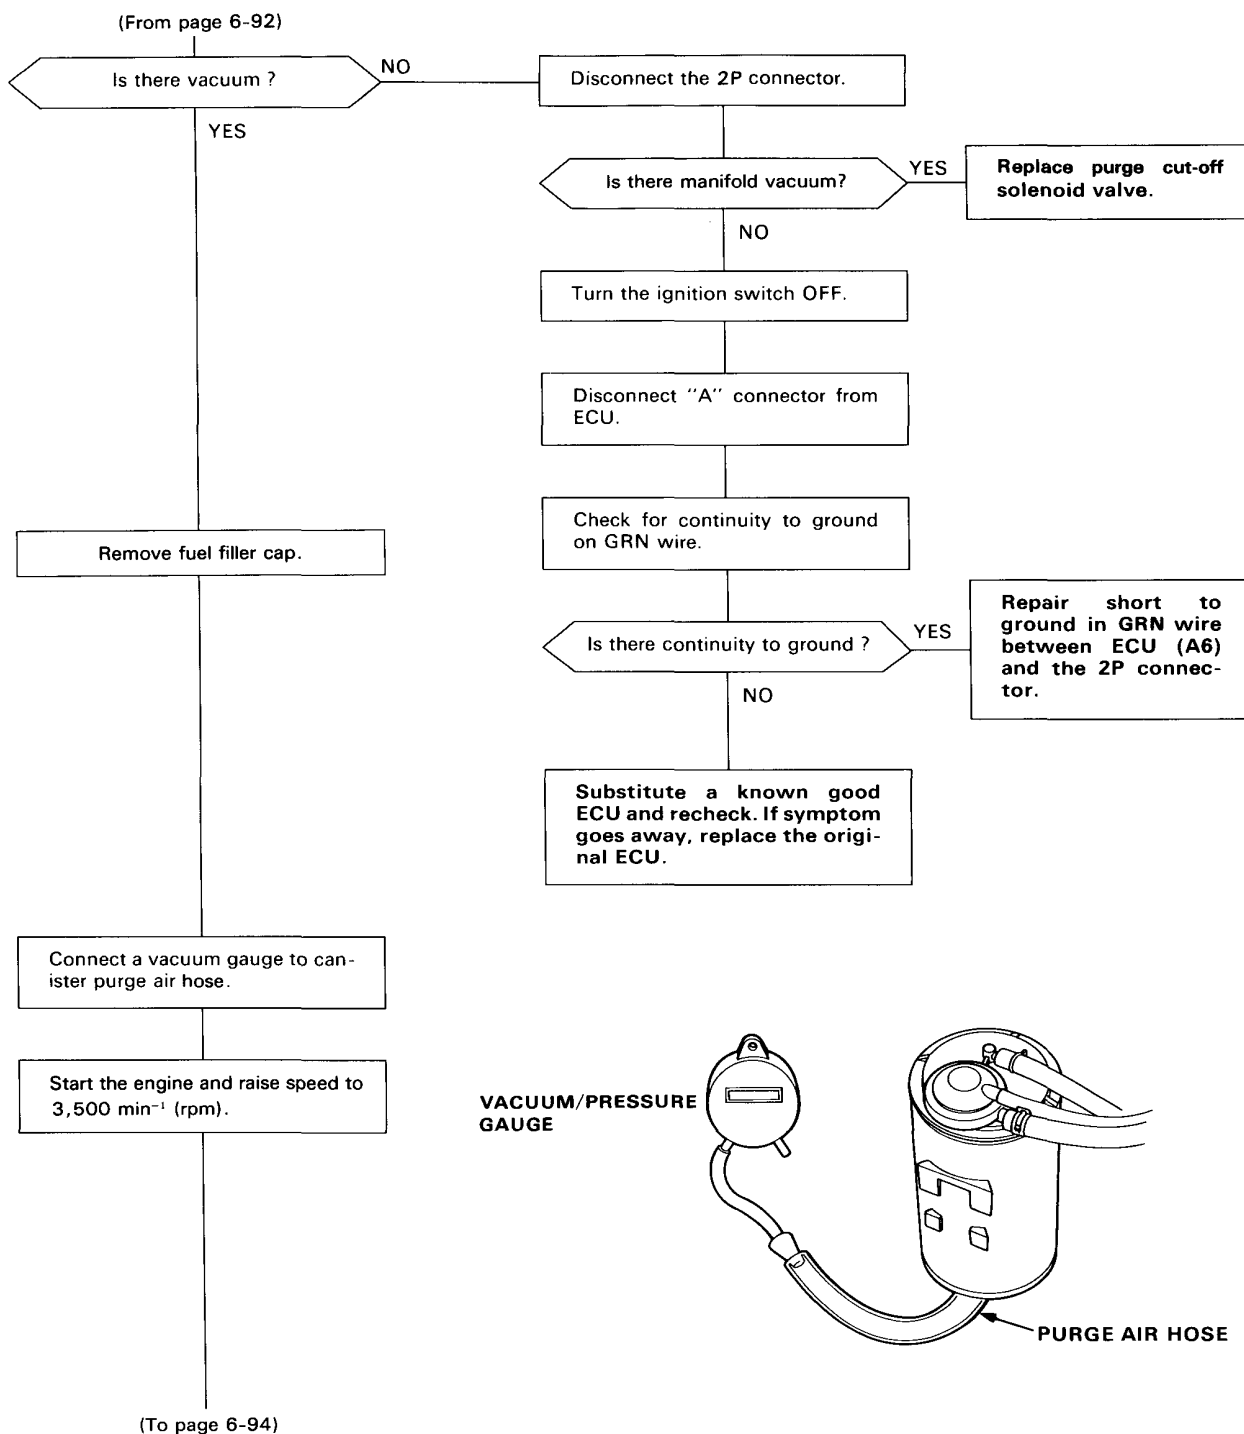 (From page 6-92)
Is there vacuum ?
NO
YES
Disconnect the 2P connector.
Is there manifold vacuum?
YES
Replace purge cut-off
solenoid valve.
NO
Turn the ignition switch OFF.
Disconnect "A" connector from
ECU.
Check for continuity to ground
on GRN wire.
Is there continuity to ground ?
YES
Repair short to
ground in GRN wire
between ECU (A6)
and the 2P connec-
tor.
NO
Substitute a known good
ECU and recheck. If symptom
goes away, replace the origi-
nal ECU.
Remove fuel filler cap.
Connect a vacuum gauge to can-
ister purge air hose.
Start the engine and raise speed to
3,500 min⁻¹ (rpm).
VACUUM/PRESSURE
GAUGE
PURGE AIR HOSE
(To page 6-94)